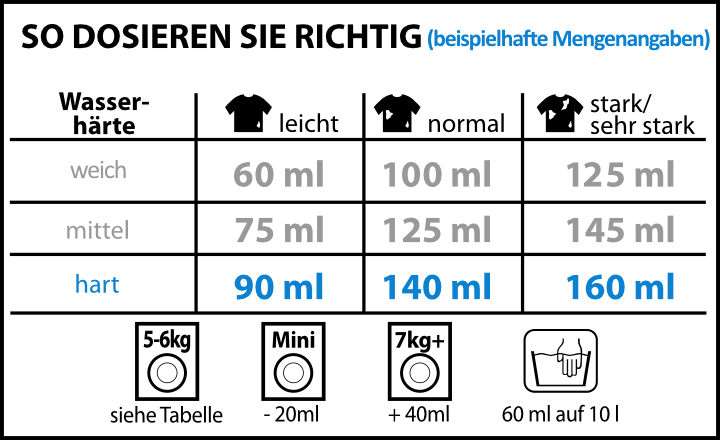 SO DOSIEREN SIE RICHTIG (beispielhafte Mengenangaben)
Wasser-
härte
leicht
normal
stark/
sehr stark
weich 60 ml 100 ml 125 ml
mittel 75 ml 125 ml 145 ml
hart 90 ml 140 ml 160 ml
5-6kg Mini 7kg+
siehe Tabelle - 20ml + 40ml 60 ml auf 10 l